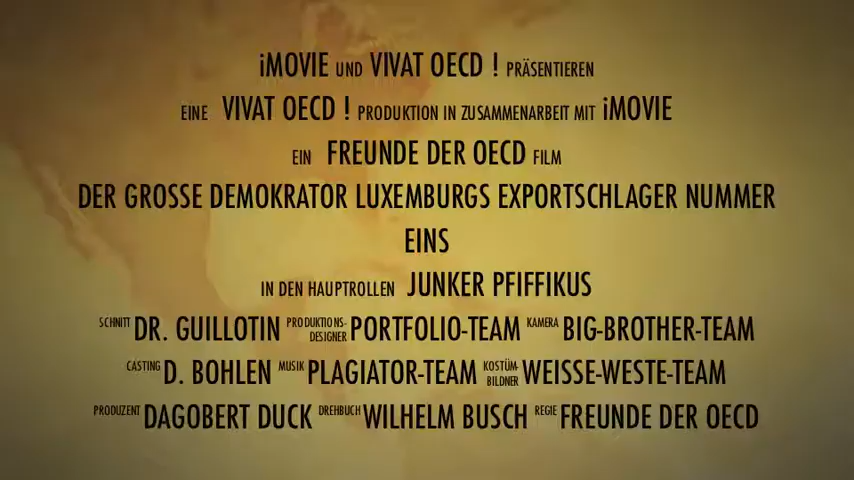 iMOVIE UND VIVAT OECD ! PRÄSENTIEREN
EINE VIVAT OECD ! PRODUKTION IN ZUSAMMENARBEIT MIT iMOVIE
EIN FREUNDE DER OECD FILM
DER GROSSE DEMOKRATOR LUXEMBURGS EXPORTSCHLAGER NUMMER
EINS
IN DEN HAUPTROLLEN JUNKER PFIFFIKUS
SCHNITT DR. GUILLOTIN PRODUKTIONS-DESIGNER PORTFOLIO-TEAM KAMERA BIG-BROTHER-TEAM
CASTING D. BOHLEN MUSIK PLAGIATOR-TEAM KOSTÜM-BILDNER WEISSE-WESTE-TEAM
PRODUZENT DAGOBERT DUCK DREHBUCH WILHELM BUSCH REGIE FREUNDE DER OECD